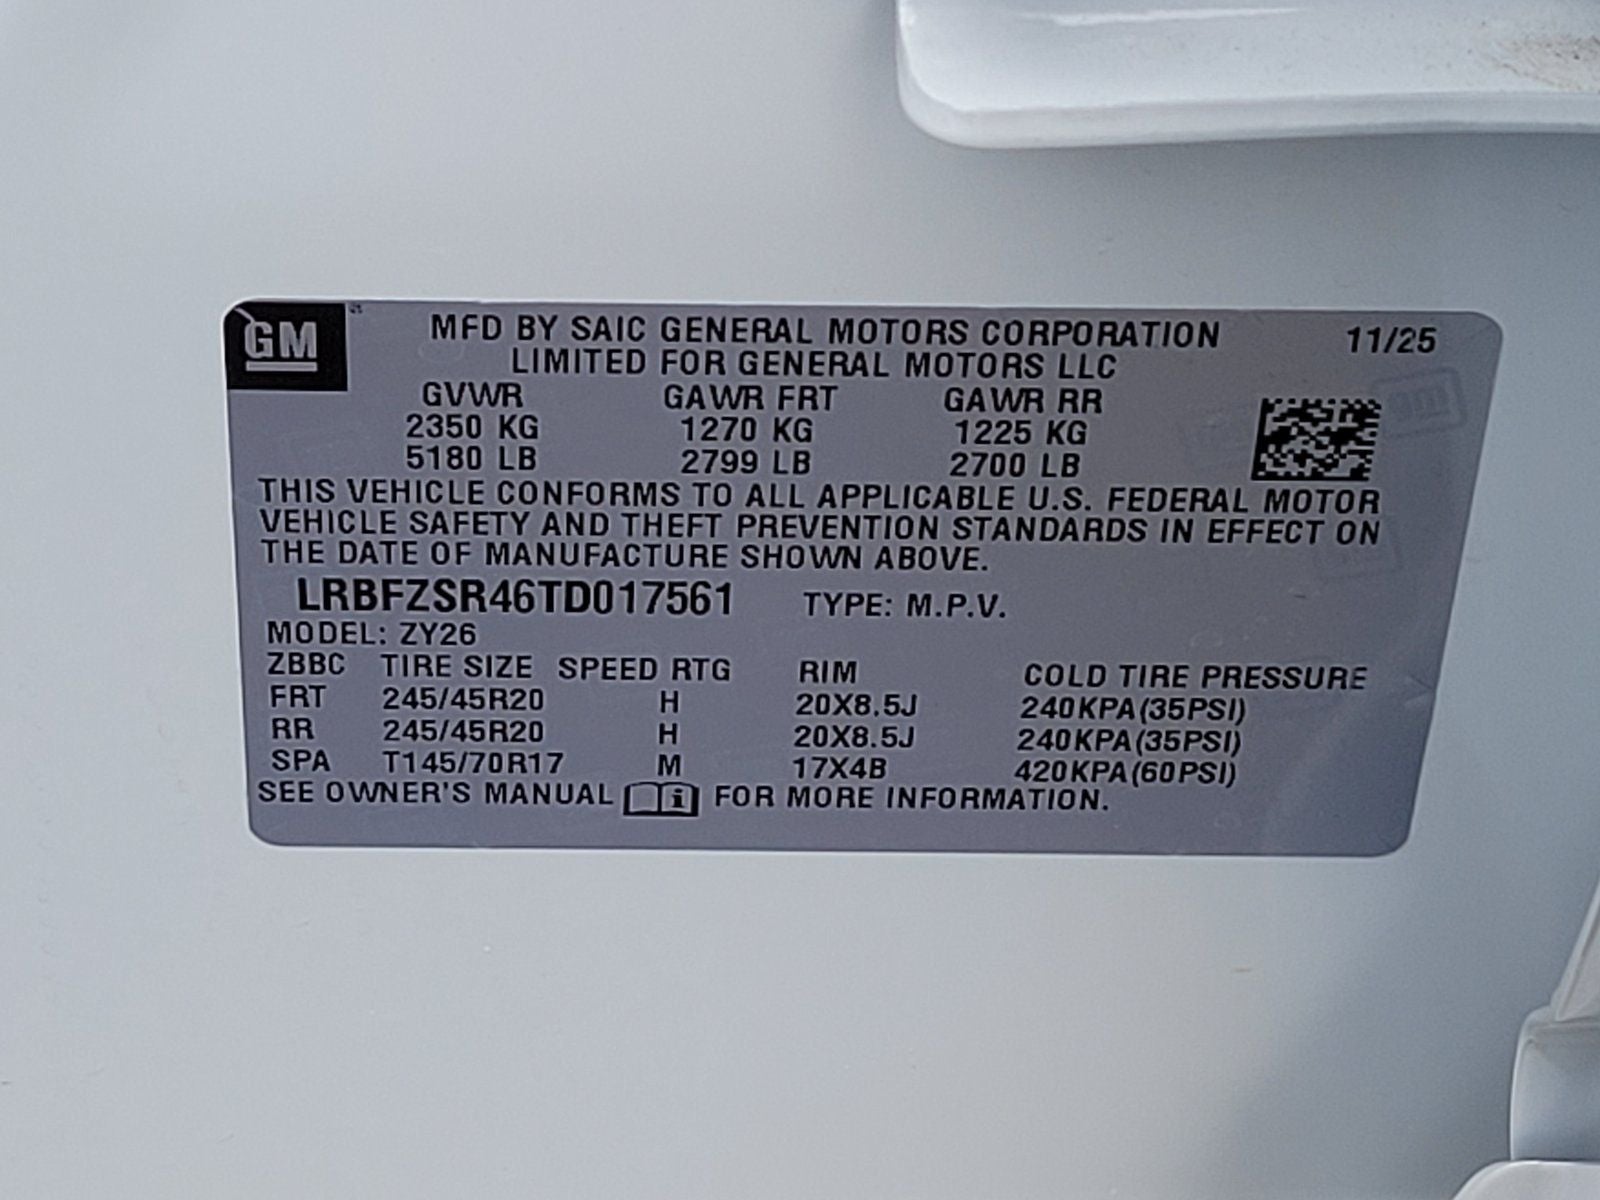 GM
MFD BY SAIC GENERAL MOTORS CORPORATION
LIMITED FOR GENERAL MOTORS LLC
11/25
GVWR GAWR FRT GAWR RR
2350 KG 1270 KG 1225 KG
5180 LB 2799 LB 2700 LB
THIS VEHICLE CONFORMS TO ALL APPLICABLE U.S. FEDERAL MOTOR
VEHICLE SAFETY AND THEFT PREVENTION STANDARDS IN EFFECT ON
THE DATE OF MANUFACTURE SHOWN ABOVE.
LRBFZSR46TD017561 TYPE: M.P.V.
MODEL: ZY26
ZBBC TIRE SIZE SPEED RTG RIM COLD TIRE PRESSURE
FRT 245/45R20 H 20X8.5J 240KPA(35PSI)
RR 245/45R20 H 20X8.5J 240KPA(35PSI)
SPA T145/70R17 M 17X4B 420KPA(60PSI)
SEE OWNER'S MANUAL i FOR MORE INFORMATION.